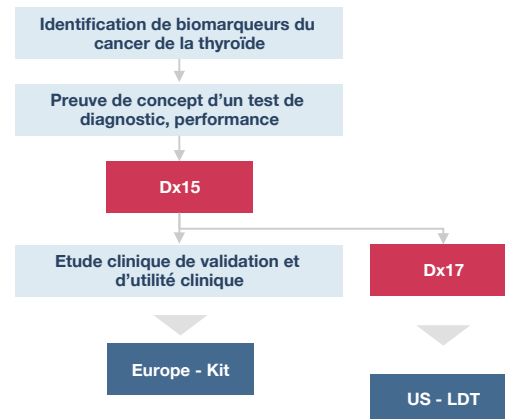 Identification de biomarqueurs du
cancer de la thyroïde
Preuve de concept d'un test de
diagnostic, performance
Dx15
Etude clinique de validation et
d'utilité clinique
Dx17
Europe - Kit
US - LDT